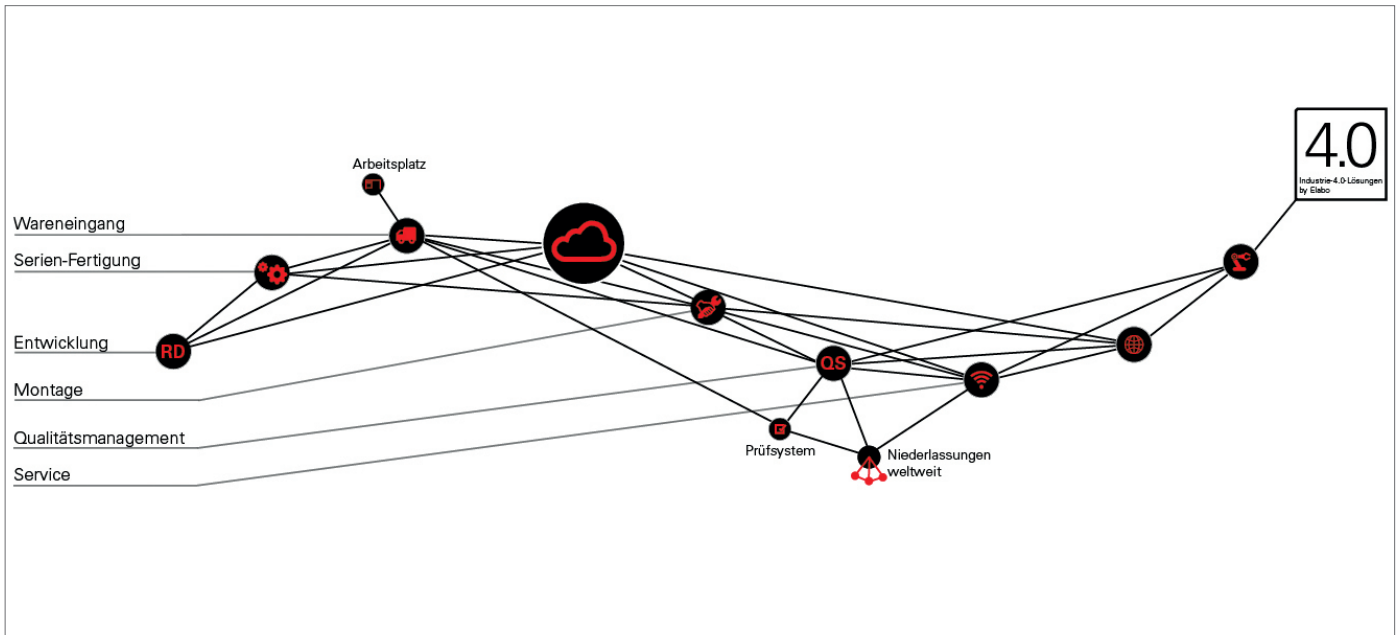 4.0
Industrie-4.0-Lösungen
by Elabo
Arbeitsplatz
Wareneingang
Serien-Fertigung
Entwicklung
RD
Montage
QS
Qualitätsmanagement
Prüfsystem
Niederlassungen
weltweit
Service